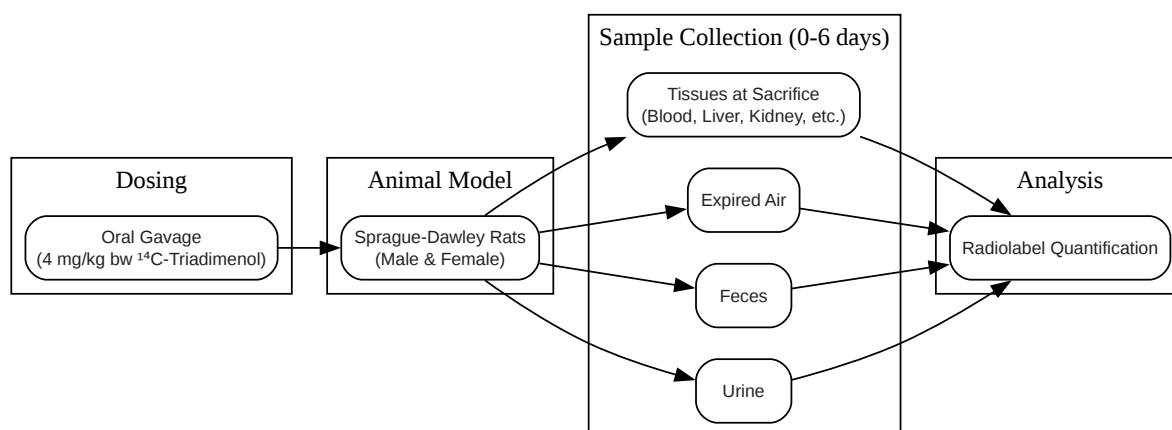 Dosing
Oral Gavage
(4 mg/kg bw ¹⁴C-Triadimenol)
Animal Model
Sprague-Dawley Rats
(Male & Female)
Sample Collection (0-6 days)
Tissues at Sacrifice
(Blood, Liver, Kidney, etc.)
Expired Air
Feces
Urine
Analysis
Radiolabel Quantification